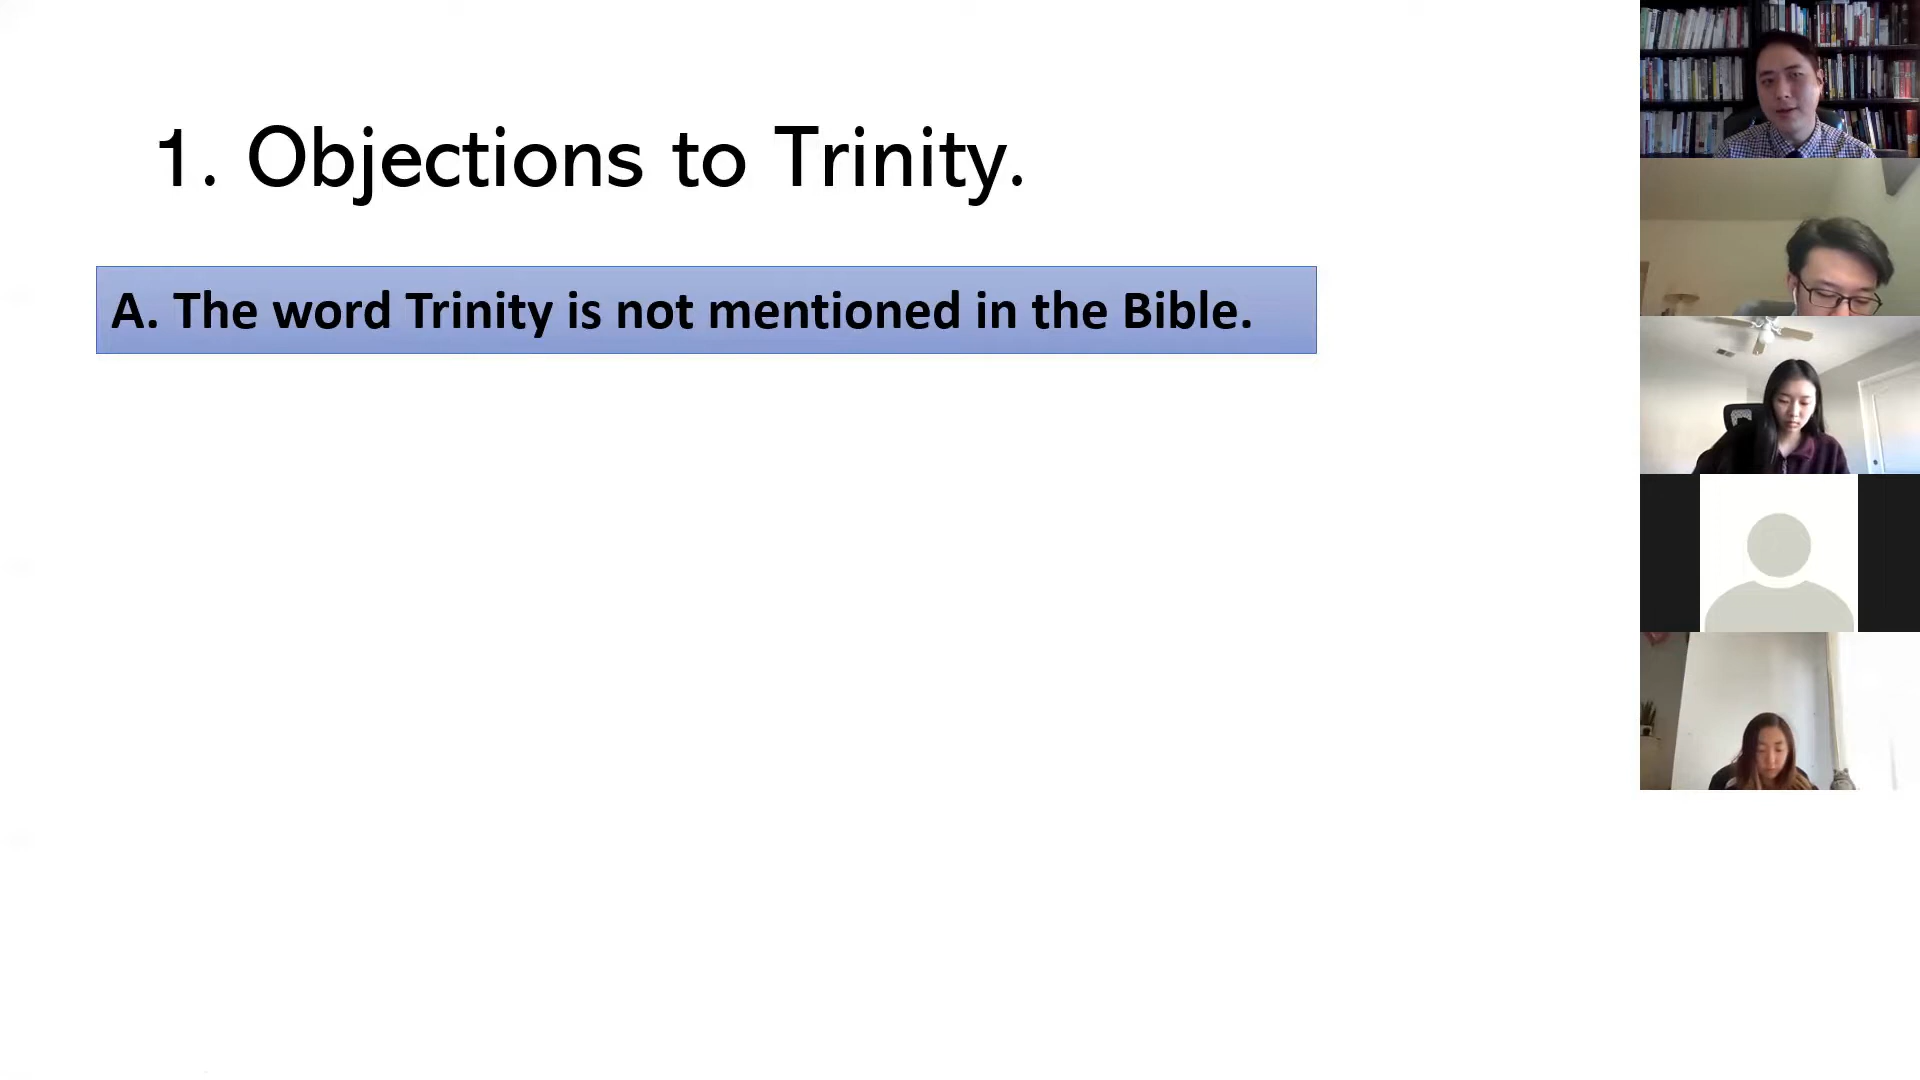 1. Objections to Trinity.
A. The word Trinity is not mentioned in the Bible.